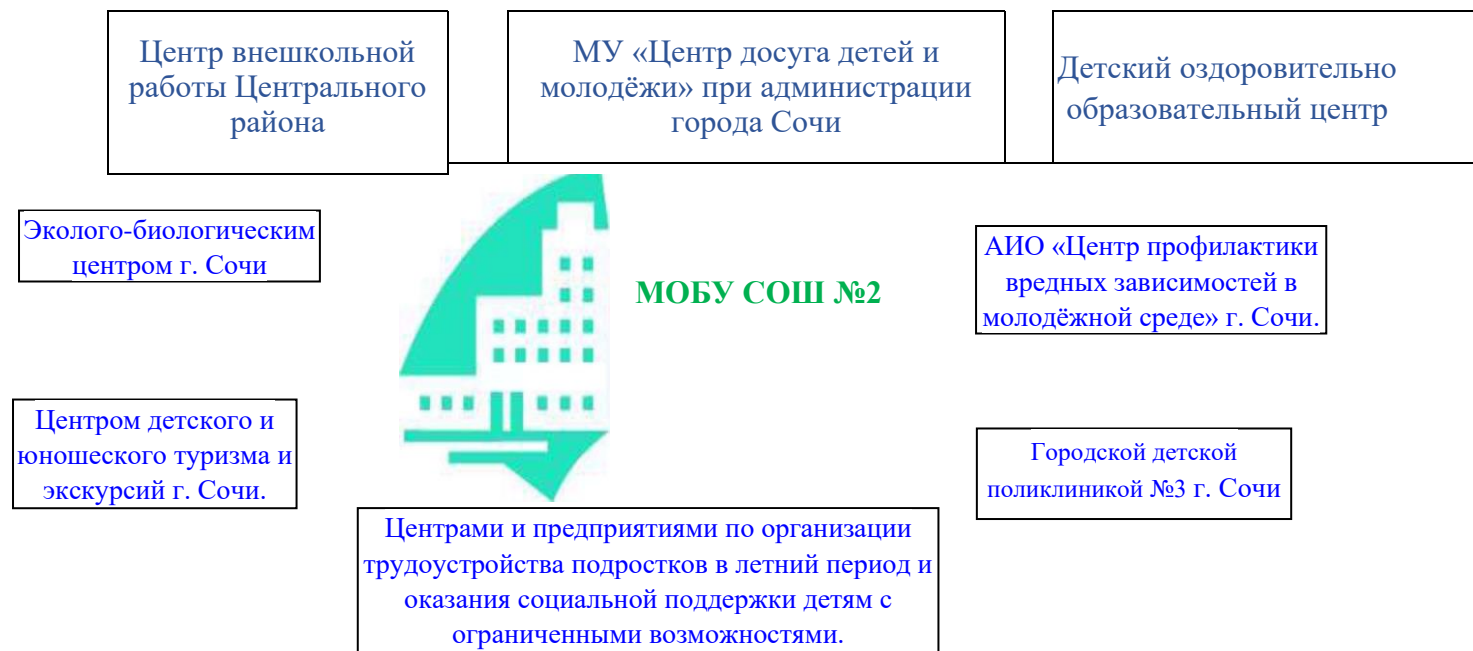 Центр внешкольной
работы Центрального
района
МУ «Центр досуга детей и
молодёжи» при администрации
города Сочи
Детский оздоровительно
образовательный центр
Эколого-биологическим
центром г. Сочи
МОБУ СОШ №2
АИО «Центр профилактики
вредных зависимостей в
молодёжной среде» г. Сочи.
Центром детского и
юношеского туризма и
экскурсий г. Сочи.
Городской детской
поликлиникой №3 г. Сочи
Центрами и предприятиями по организации
трудоустройства подростков в летний период и
оказания социальной поддержки детям с
ограниченными возможностями.